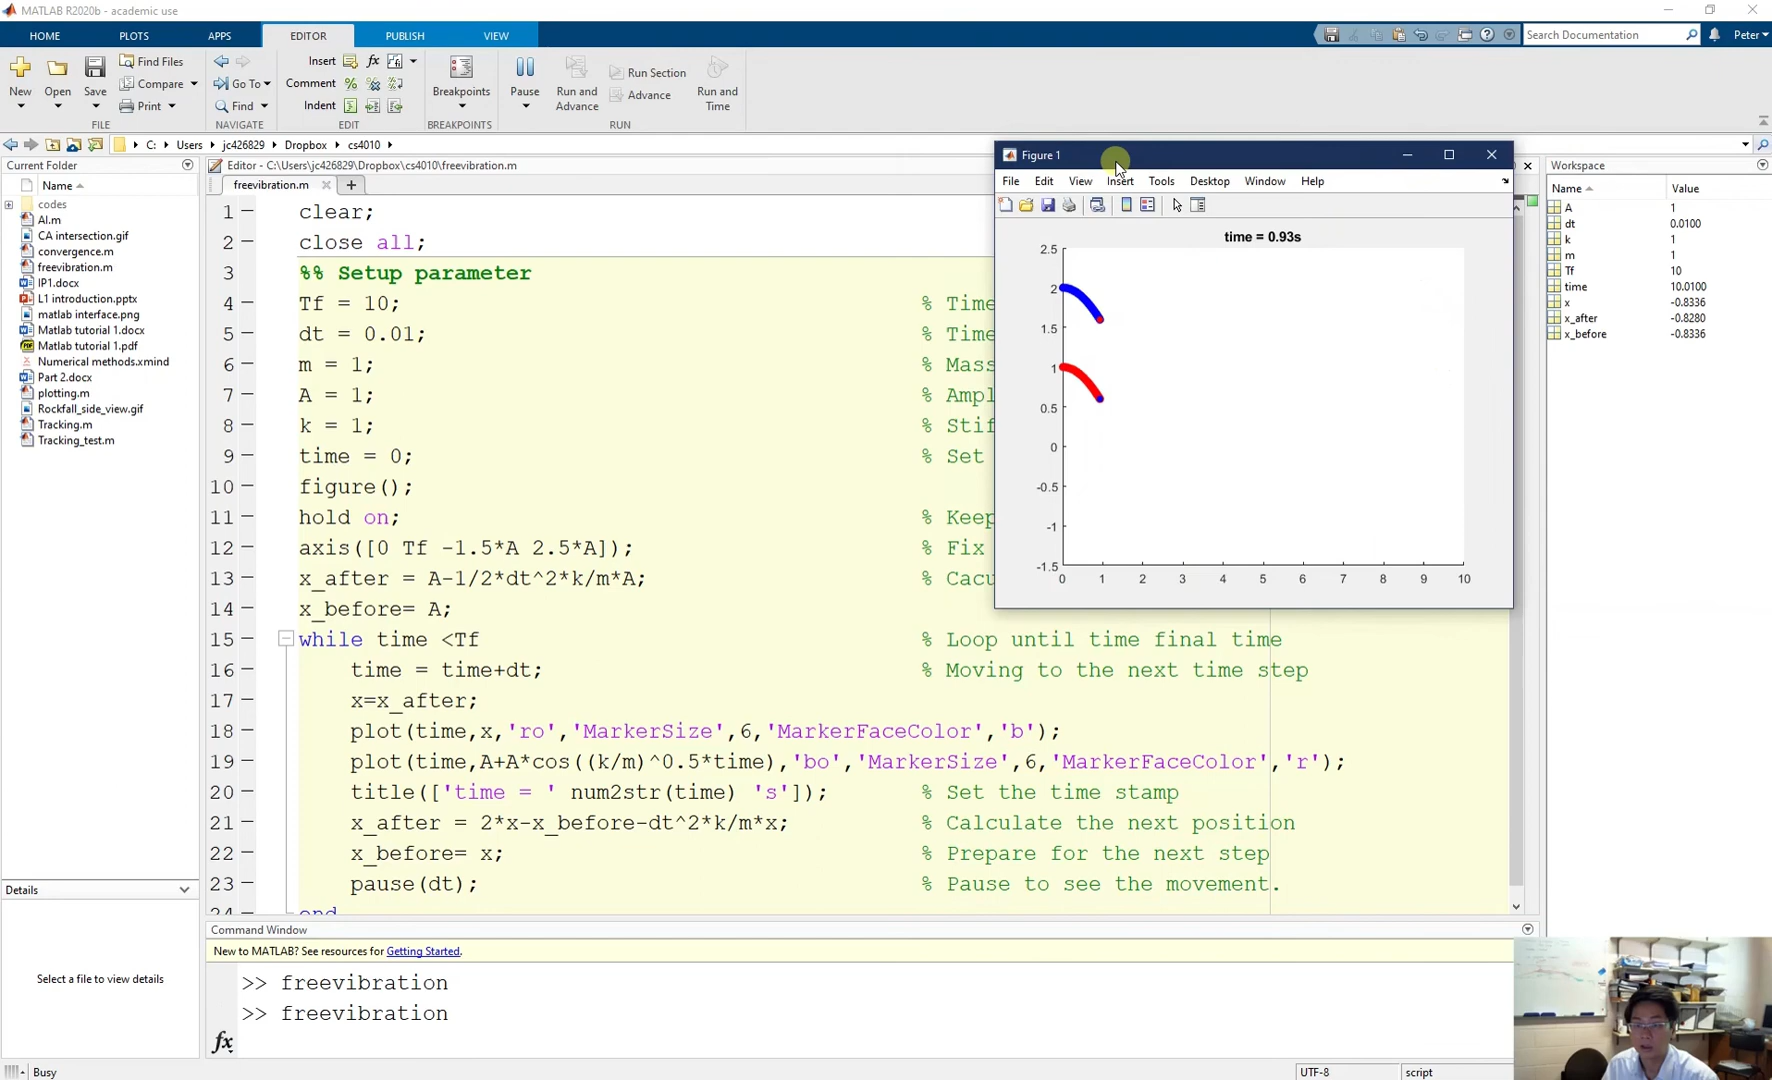 MATLAB R2020b - academic use
HOME PLOTS APPS EDITOR PUBLISH VIEW
Search Documentation
Peter
New Open Save
Find Files
Compare
Print
FILE
Go To
Find
NAVIGATE
Insert
Comment
Indent
EDIT
Breakpoints
BREAKPOINTS
Pause
Run and Advance
Run Section
Advance
Run and Time
RUN
C: Users jc426829 Dropbox cs4010
Current Folder
Name
codes
AI.m
CA intersection.gif
convergence.m
freevibration.m
IP1.docx
L1 introduction.pptx
matlab interface.png
Matlab tutorial 1.docx
Matlab tutorial 1.pdf
Numerical methods.xmind
Part 2.docx
plotting.m
Rockfall_side_view.gif
Tracking.m
Tracking_test.m
Details
Select a file to view details
Editor - C:\Users\jc426829\Dropbox\cs4010\freevibration.m
freevibration.m
1 clear;
2 close all;
3 %% Setup parameter
4 Tf = 10; % Time
5 dt = 0.01; % Time
6 m = 1; % Mass
7 A = 1; % Ampl
8 k = 1; % Stif
9 time = 0; % Set
10 figure();
11 hold on; % Keep
12 axis([0 Tf -1.5*A 2.5*A]); % Fix
13 x_after = A-1/2*dt^2*k/m*A; % Cacu
14 x_before= A;
15 while time <Tf % Loop until time final time
16 time = time+dt; % Moving to the next time step
17 x=x_after;
18 plot(time,x,'ro','MarkerSize',6,'MarkerFaceColor','b');
19 plot(time,A+A*cos((k/m)^0.5*time),'bo','MarkerSize',6,'MarkerFaceColor','r');
20 title(['time = ' num2str(time) 's']); % Set the time stamp
21 x_after = 2*x-x_before-dt^2*k/m*x; % Calculate the next position
22 x_before= x; % Prepare for the next step
23 pause(dt); % Pause to see the movement.
24 end
Figure 1
File Edit View Insert Tools Desktop Window Help
time = 0.93s
2.5
2
1.5
1
0.5
0
-0.5
-1
-1.5
0 1 2 3 4 5 6 7 8 9 10
Workspace
Name Value
A 1
dt 0.0100
k 1
m 1
Tf 10
time 10.0100
x -0.8336
x_after -0.8280
x_before -0.8336
Command Window
New to MATLAB? See resources for Getting Started.
>> freevibration
>> freevibration
fx
Busy
UTF-8
script